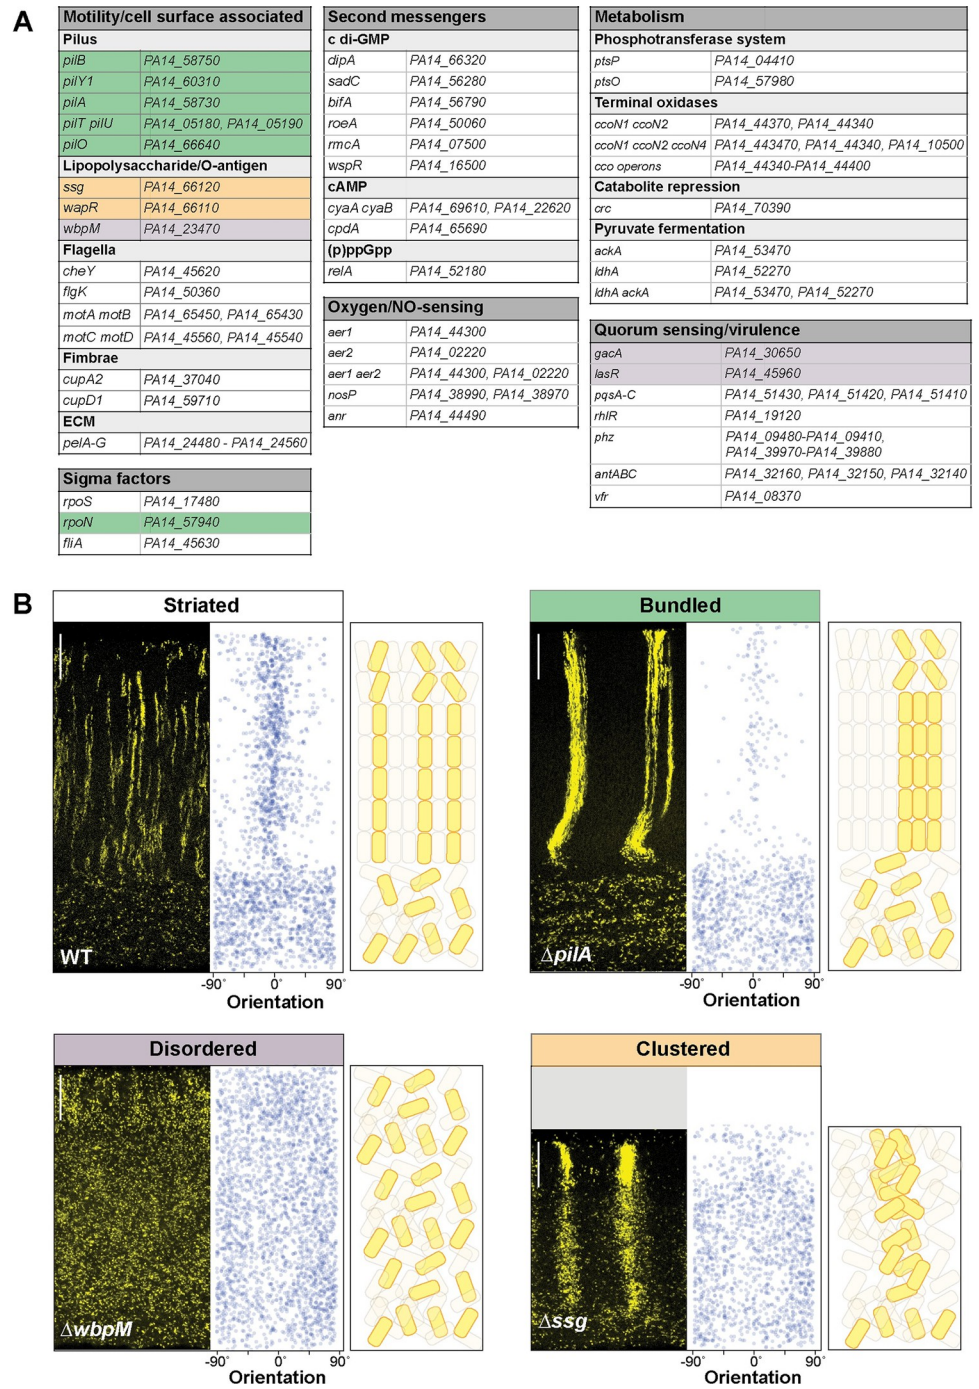 A
Motility/cell surface associated
Pilus
pilB PA14_58750
pilY1 PA14_60310
pilA PA14_58730
pilT pilU PA14_05180, PA14_05190
pilO PA14_66640
Lipopolysaccharide/O-antigen
ssg PA14_66120
wapR PA14_66110
wbpM PA14_23470
Flagella
cheY PA14_45620
flgK PA14_50360
motA motB PA14_65450, PA14_65430
motC motD PA14_45560, PA14_45540
Fimbrae
cupA2 PA14_37040
cupD1 PA14_59710
ECM
pelA-G PA14_24480 - PA14_24560
Sigma factors
rpoS PA14_17480
rpoN PA14_57940
fliA PA14_45630
Second messengers
c di-GMP
dipA PA14_66320
sadC PA14_56280
bifA PA14_56790
roeA PA14_50060
rmcA PA14_07500
wspR PA14_16500
cAMP
cyaA cyaB PA14_69610, PA14_22620
cpdA PA14_65690
(p)ppGpp
relA PA14_52180
Oxygen/NO-sensing
aer1 PA14_44300
aer2 PA14_02220
aer1 aer2 PA14_44300, PA14_02220
nosP PA14_38990, PA14_38970
anr PA14_44490
Metabolism
Phosphotransferase system
ptsP PA14_04410
ptsO PA14_57980
Terminal oxidases
ccoN1 ccoN2 PA14_44370, PA14_44340
ccoN1 ccoN2 ccoN4 PA14_443470, PA14_44340, PA14_10500
cco operons PA14_44340-PA14_44400
Catabolite repression
crc PA14_70390
Pyruvate fermentation
ackA PA14_53470
ldhA PA14_52270
ldhA ackA PA14_53470, PA14_52270
Quorum sensing/virulence
gacA PA14_30650
lasR PA14_45960
pqsA-C PA14_51430, PA14_51420, PA14_51410
rhlR PA14_19120
phz PA14_09480-PA14_09410,
PA14_39970-PA14_39880
antABC PA14_32160, PA14_32150, PA14_32140
vfr PA14_08370
B
Striated
WT
-90° 0° 90°
Orientation
Bundled
ΔpilA
-90° 0° 90°
Orientation
Disordered
ΔwbpM
-90° 0° 90°
Orientation
Clustered
Δssg
-90° 0° 90°
Orientation